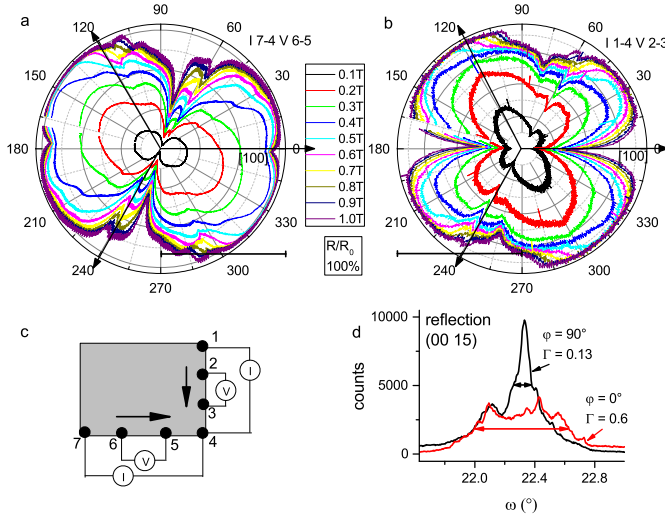 a
I 7-4 V 6-5
90
120
60
150
30
180
0
[100]
210
330
240
300
270
0.1T
0.2T
0.3T
0.4T
0.5T
0.6T
0.7T
0.8T
0.9T
1.0T
R/R0
100%
b
I 1-4 V 2-3
90
120
60
150
30
180
0
[100]
210
330
240
300
270
c
1
2
3
4
5
6
7
I
V
V
I
d
reflection
(00 15)
φ = 90°
Γ = 0.13
φ = 0°
Γ = 0.6
counts
10000
5000
0
22.0
22.4
22.8
ω (°)